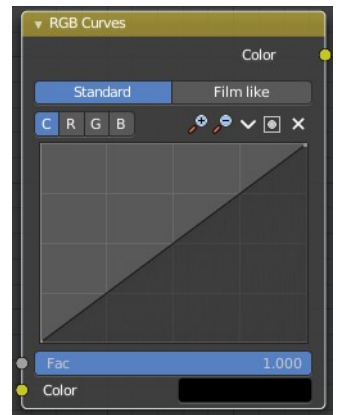 RGB Curves
Color
Standard Film like
C R G B
Fac 1.000
Color